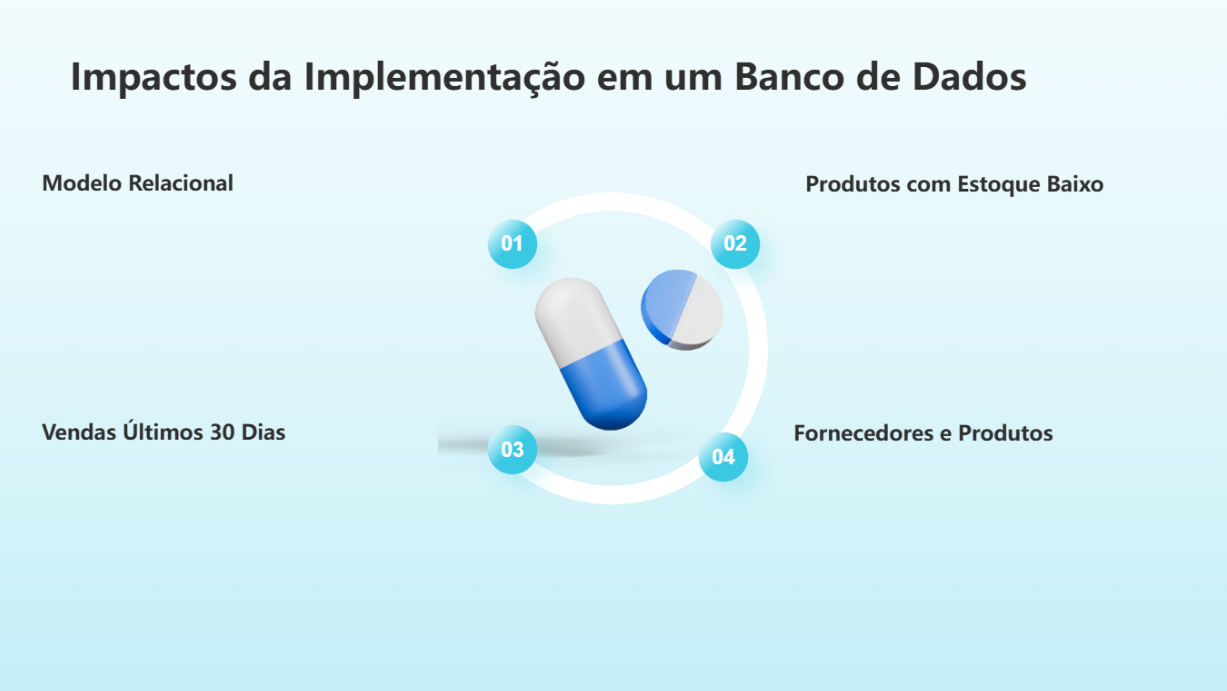 Impactos da Implementação em um Banco de Dados
Modelo Relacional
Produtos com Estoque Baixo
01
02
Vendas Últimos 30 Dias
Fornecedores e Produtos
03
04